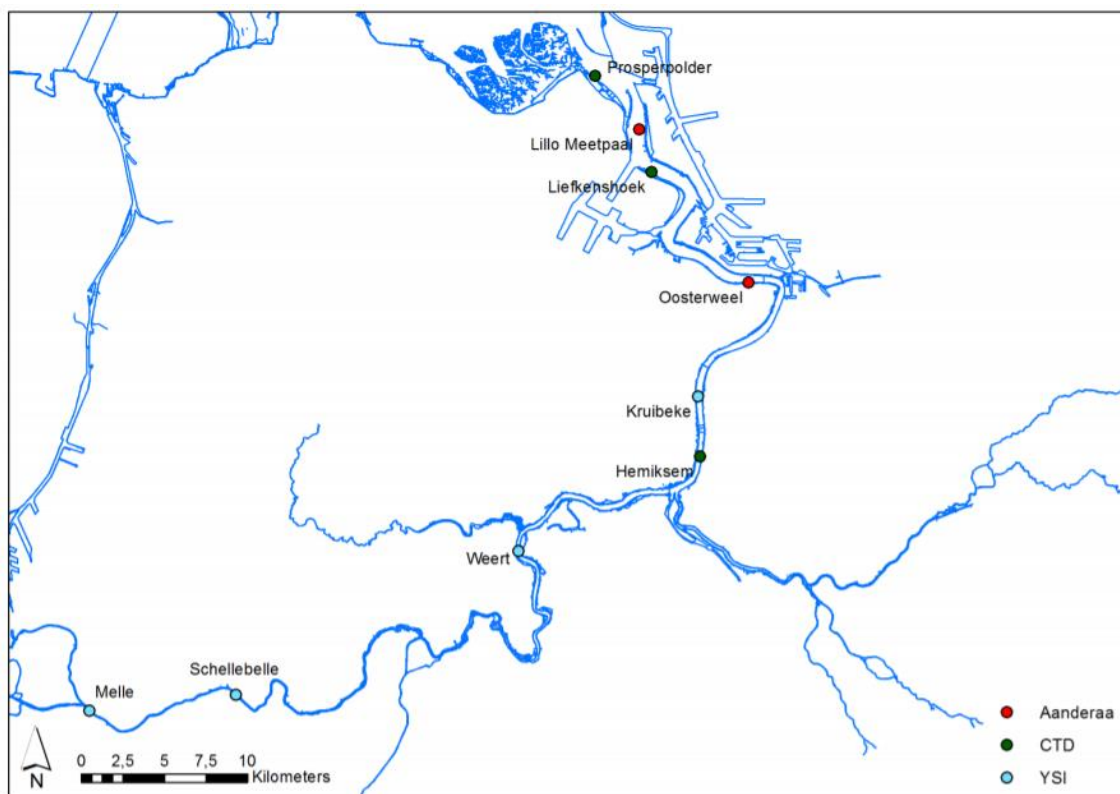 Prosperpolder
Lillo Meetpaal
Liefkenshoek
Oosterweel
Kruibeke
Hemiksem
Weert
Schellebelle
Melle
Aanderaa
CTD
YSI
N
0 2,5 5 7,5 10
Kilometers